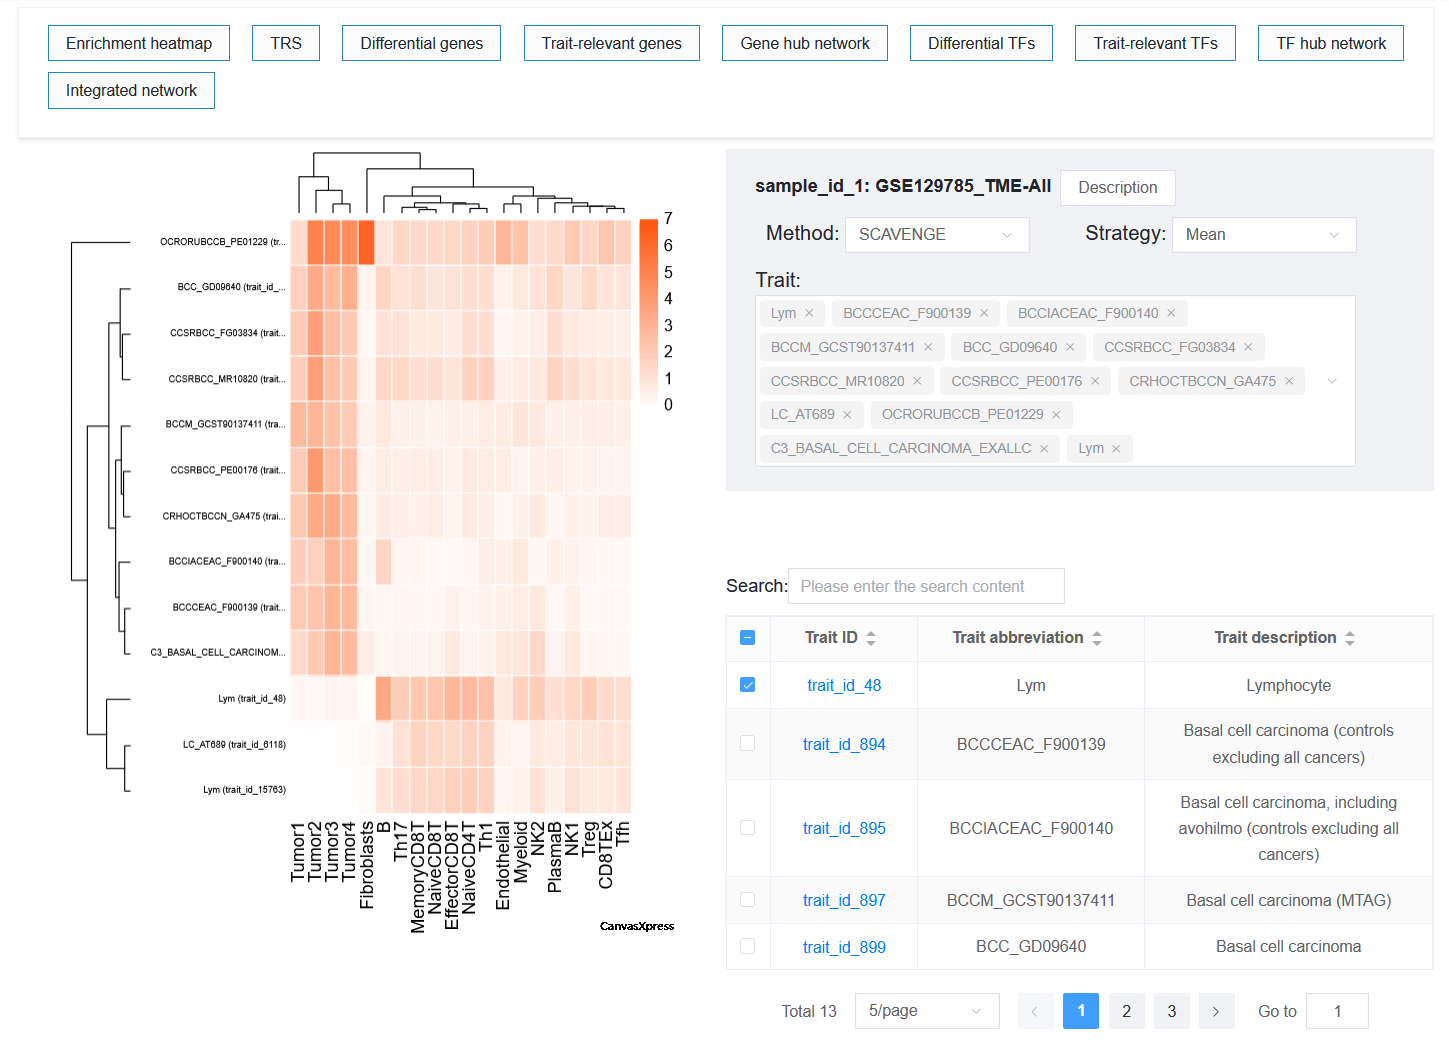 Enrichment heatmap
TRS
Differential genes
Trait-relevant genes
Gene hub network
Differential TFs
Trait-relevant TFs
TF hub network
Integrated network
OCRORUBCCB_PE01229 (tr...
BCC_GD09640 (trait_id_...
CCSRBCC_FG03834 (trait...
CCSRBCC_MR10820 (trait...
BCCM_GCST90137411 (tra...
CCSRBCC_PE00176 (trait...
CRHOCTBCCN_GA475 (trai...
BCCIACEAC_F900140 (tra...
BCCCEAC_F900139 (trait...
C3_BASAL_CELL_CARCINOM...
Lym (trait_id_48)
LC_AT689 (trait_id_6118)
Lym (trait_id_15763)
Tumor1
Tumor2
Tumor3
Tumor4
Fibroblasts
B
Th17
MemoryCD8T
NaiveCD8T
EffectorCD8T
NaiveCD4T
Th1
Endothelial
Myeloid
NK2
PlasmaB
NK1
Treg
CD8TEx
Tfh
7
6
5
4
3
2
1
0
CanvasXpress
sample_id_1: GSE129785_TME-All
Description
Method: SCAVENGE
Strategy: Mean
Trait:
Lym × BCCCEAC_F900139 × BCCIACEAC_F900140 ×
BCCM_GCST90137411 × BCC_GD09640 × CCSRBCC_FG03834 ×
CCSRBCC_MR10820 × CCSRBCC_PE00176 × CRHOCTBCCN_GA475 ×
LC_AT689 × OCRORUBCCB_PE01229 ×
C3_BASAL_CELL_CARCINOMA_EXALLC × Lym ×
Search: Please enter the search content
Trait ID Trait abbreviation Trait description
trait_id_48 Lym Lymphocyte
trait_id_894 BCCCEAC_F900139 Basal cell carcinoma (controls
excluding all cancers)
trait_id_895 BCCIACEAC_F900140 Basal cell carcinoma, including
avohilmo (controls excluding all
cancers)
trait_id_897 BCCM_GCST90137411 Basal cell carcinoma (MTAG)
trait_id_899 BCC_GD09640 Basal cell carcinoma
Total 13 5/page < 1 2 3 > Go to 1